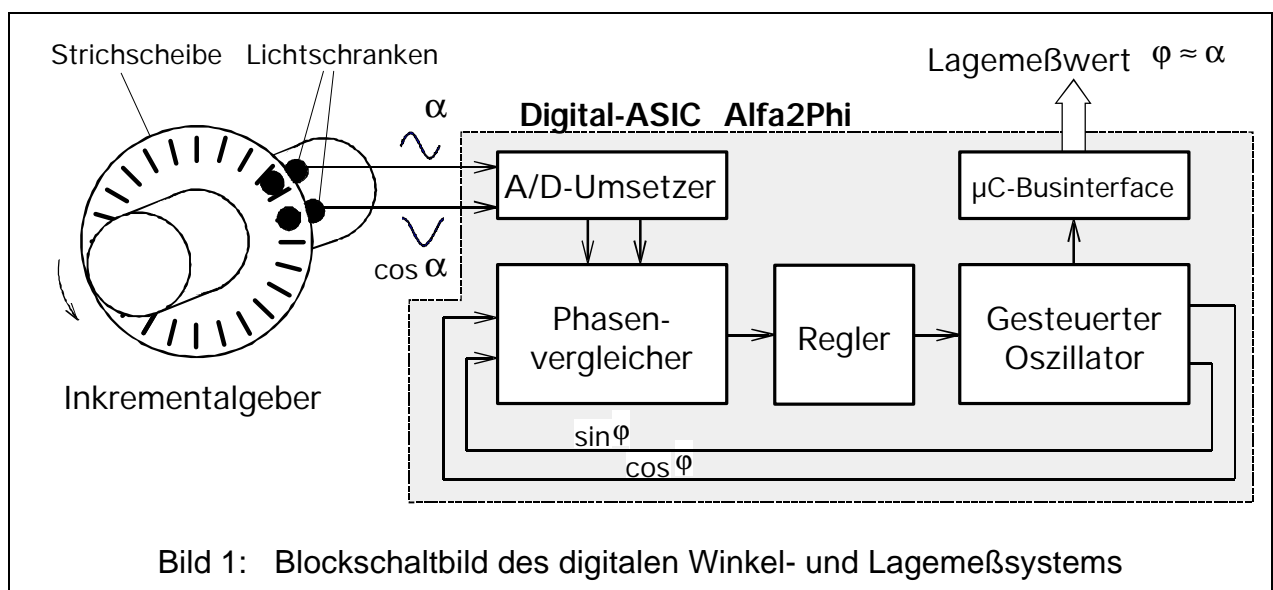 Strichscheibe Lichtschranken
Lagemeßwert φ ≈ α
α
Digital-ASIC Alfa2Phi
A/D-Umsetzer
µC-Businterface
cos α
Phasen-
vergleicher
Regler
Gesteuerter
Oszillator
Inkrementalgeber
sin φ
cos φ
Bild 1: Blockschaltbild des digitalen Winkel- und Lagemeßsystems